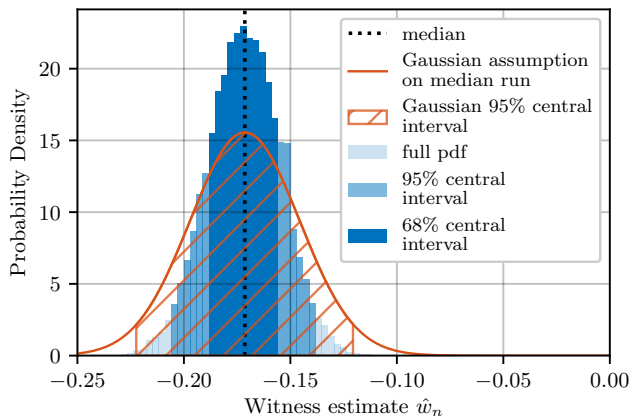 median
Gaussian assumption
on median run
Gaussian 95% central
interval
full pdf
95% central
interval
68% central
interval
Probability Density
20
15
10
5
0
−0.25
−0.20
−0.15
−0.10
−0.05
0.00
Witness estimate ŵₙ